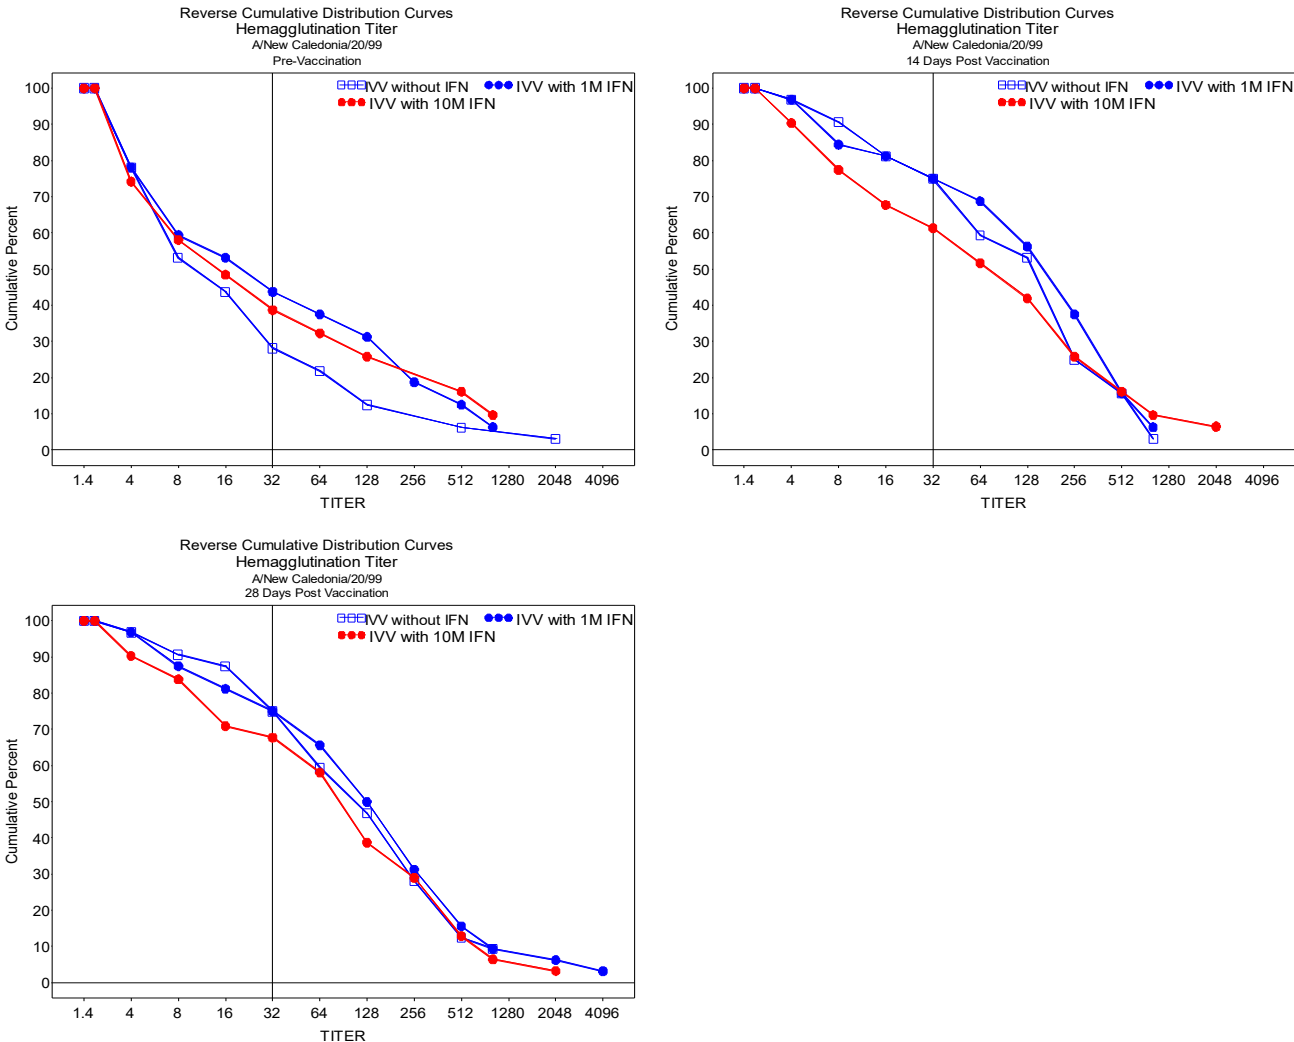 Reverse Cumulative Distribution Curves
Hemagglutination Titer
A/New Caledonia/20/99
Pre-Vaccination
IVV without IFN IVV with 1M IFN
IVV with 10M IFN
Cumulative Percent
100
90
80
70
60
50
40
30
20
10
0
1.4 4 8 16 32 64 128 256 512 1280 2048 4096
TITER
Reverse Cumulative Distribution Curves
Hemagglutination Titer
A/New Caledonia/20/99
14 Days Post Vaccination
IVV without IFN IVV with 1M IFN
IVV with 10M IFN
Cumulative Percent
100
90
80
70
60
50
40
30
20
10
0
1.4 4 8 16 32 64 128 256 512 1280 2048 4096
TITER
Reverse Cumulative Distribution Curves
Hemagglutination Titer
A/New Caledonia/20/99
28 Days Post Vaccination
IVV without IFN IVV with 1M IFN
IVV with 10M IFN
Cumulative Percent
100
90
80
70
60
50
40
30
20
10
0
1.4 4 8 16 32 64 128 256 512 1280 2048 4096
TITER